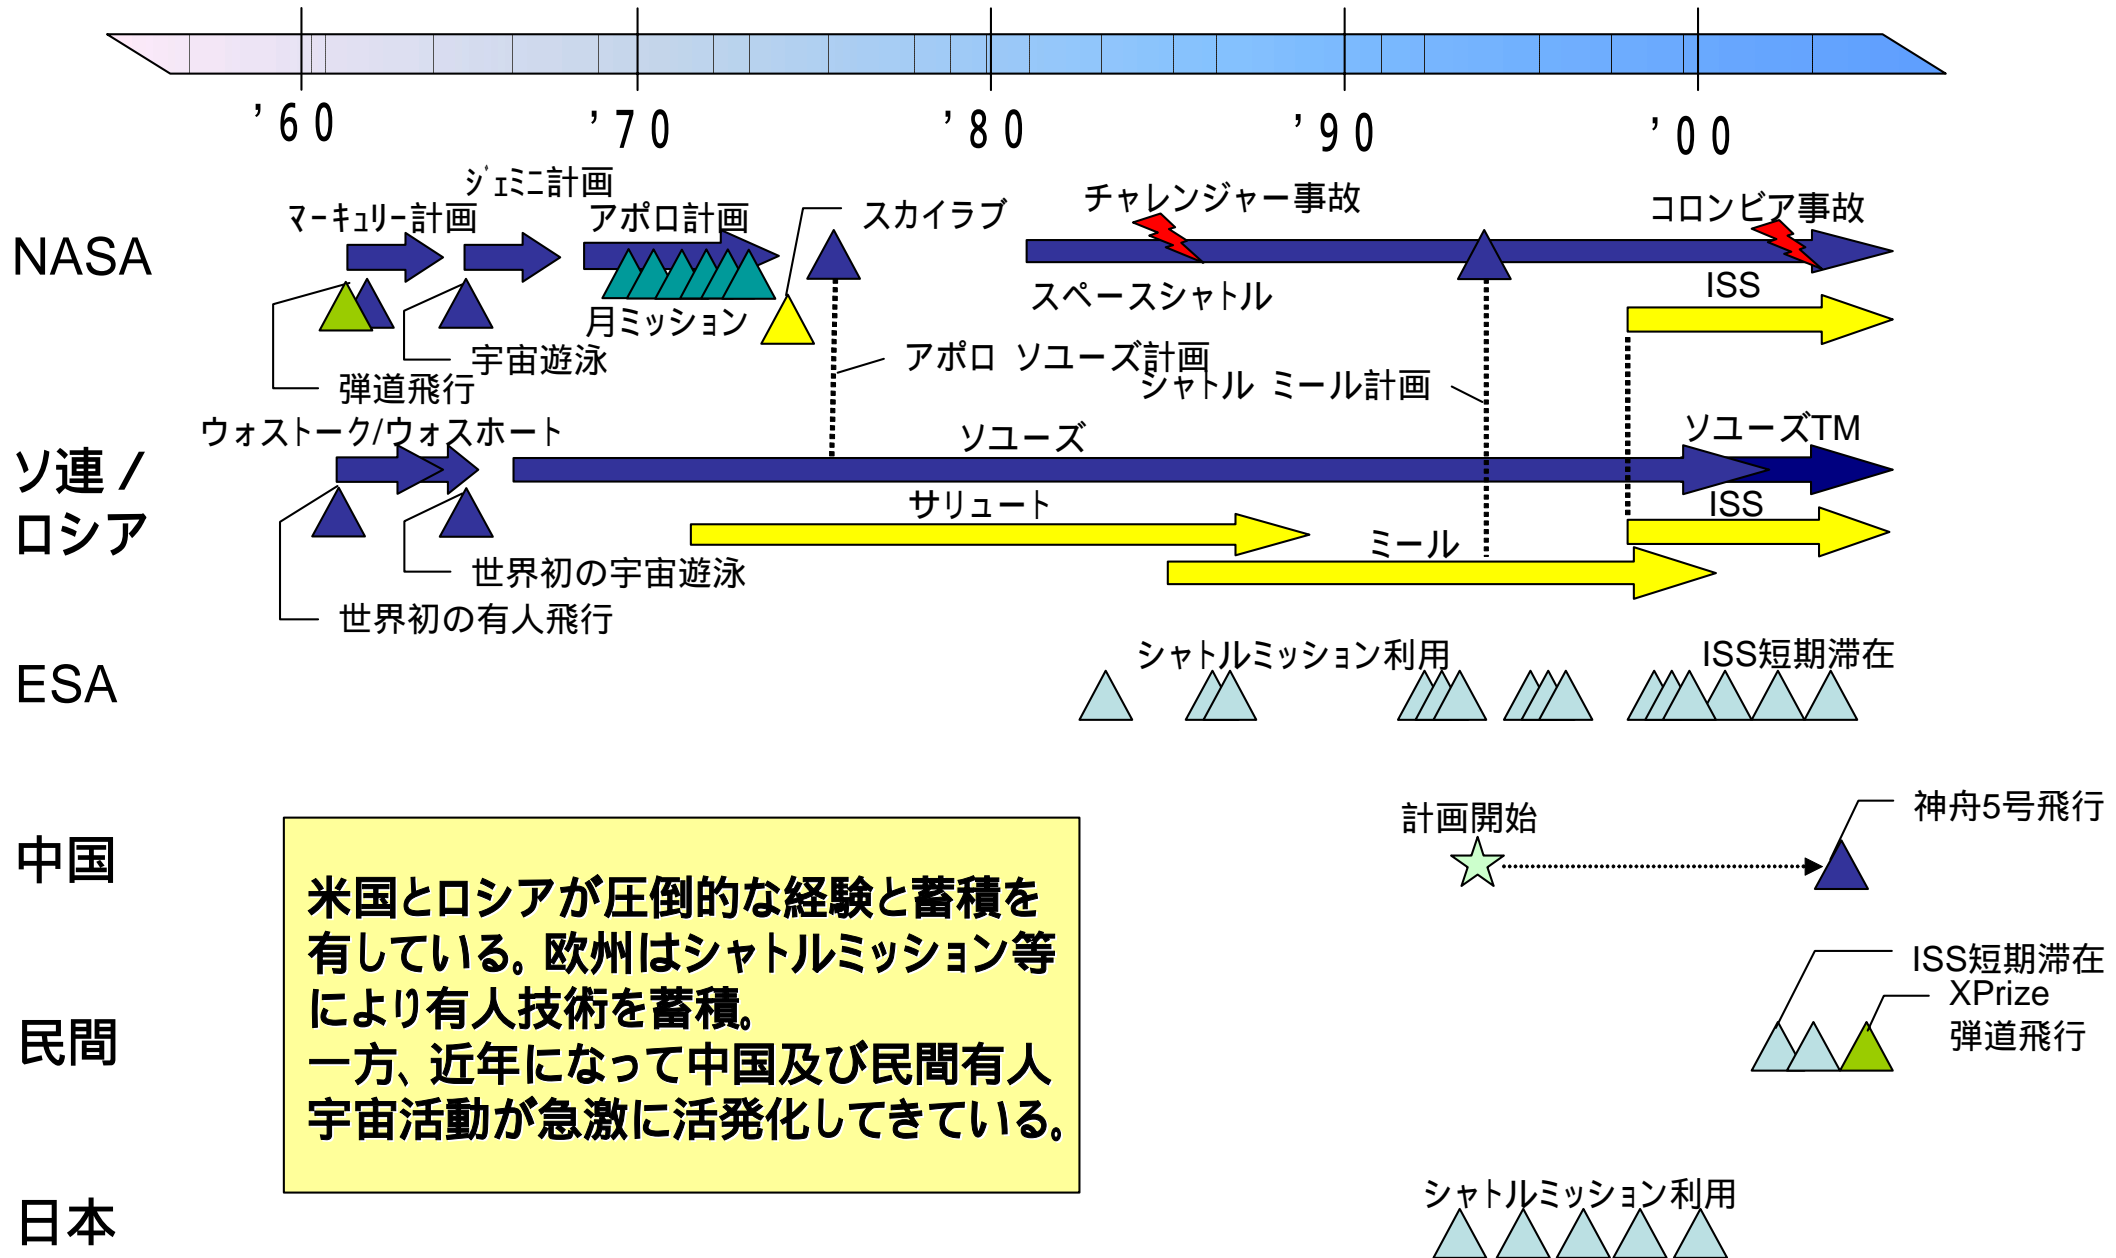 '60 '70 '80 '90 '00
NASA
マーキュリー計画
ジェミニ計画
アポロ計画
スカイラブ
チャレンジャー事故
コロンビア事故
月ミッション
スペースシャトル
ISS
宇宙遊泳
弾道飛行
アポロ ソユーズ計画
シャトル ミール計画
ソ連/
ロシア
ウォストーク/ウォスホート
ソユーズ
ソユーズTM
サリュート
ISS
ミール
世界初の宇宙遊泳
世界初の有人飛行
ESA
シャトルミッション利用
ISS短期滞在
中国
計画開始
神舟5号飛行
民間
ISS短期滞在
XPrize
弾道飛行
米国とロシアが圧倒的な経験と蓄積を
有している。欧州はシャトルミッション等
により有人技術を蓄積。
一方、近年になって中国及び民間有人
宇宙活動が急激に活発化してきている。
日本
シャトルミッション利用